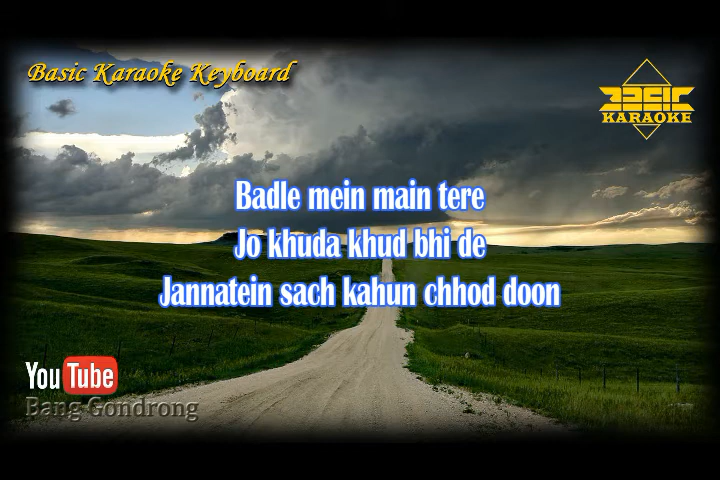 Basic Karaoke Keyboard
BASIC
KARAOKE
Badle mein main tere
Jo khuda khud bhi de
Jannatein sach kahun chhod doon
YouTube
Bang Gondrong